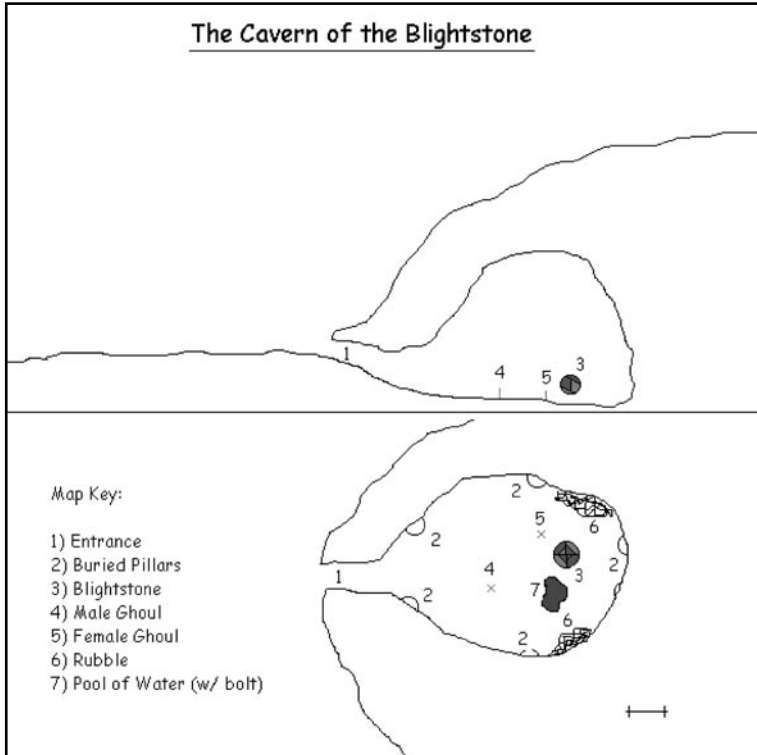 The Cavern of the Blightstone
1
4
5
3
Map Key:
1) Entrance
2) Buried Pillars
3) Blightstone
4) Male Ghoul
5) Female Ghoul
6) Rubble
7) Pool of Water (w/ bolt)
2
2
5
6
2
1
4
7
3
2
6
2